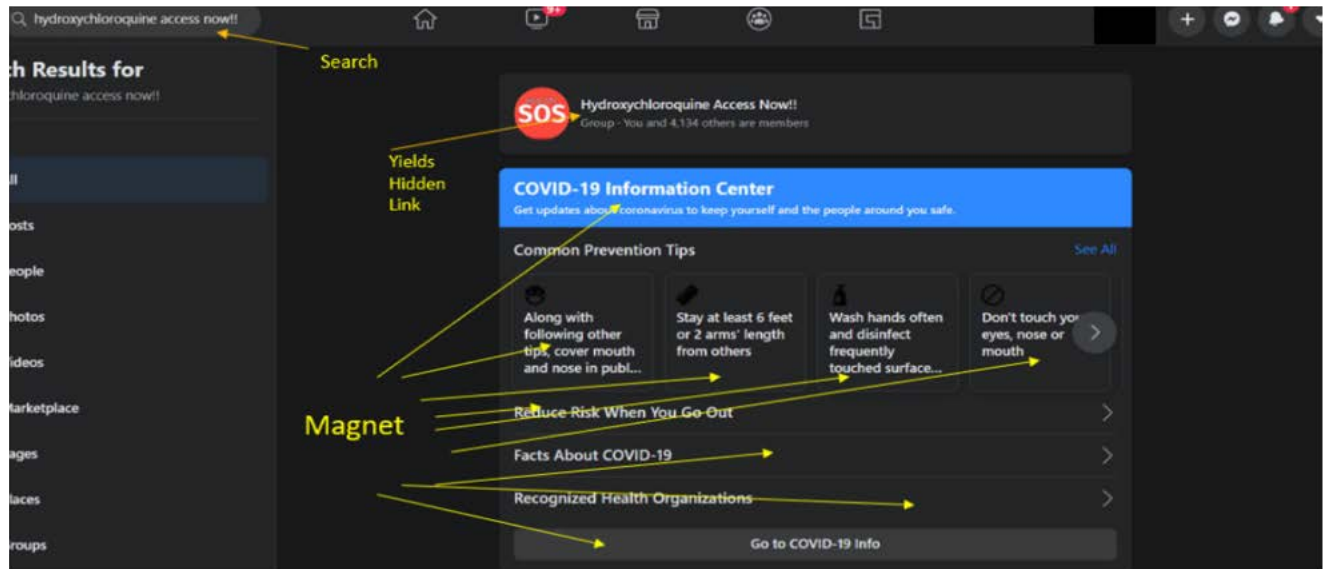 hydroxychloroquine access now!!
9+
Search
h Results for
hloroquine access now!!
SOS
Hydroxychloroquine Access Now!!
Group · You and 4,134 others are members
Yields
Hidden
Link
COVID-19 Information Center
Get updates about coronavirus to keep yourself and the people around you safe.
ll
osts
eople
hotos
ideos
arketplace
ages
laces
roups
Common Prevention Tips
See All
Along with
following other
tips, cover mouth
and nose in publ...
Stay at least 6 feet
or 2 arms' length
from others
Wash hands often
and disinfect
frequently
touched surface...
Don't touch you
eyes, nose or
mouth
Magnet
Reduce Risk When You Go Out
Facts About COVID-19
Recognized Health Organizations
Go to COVID-19 Info